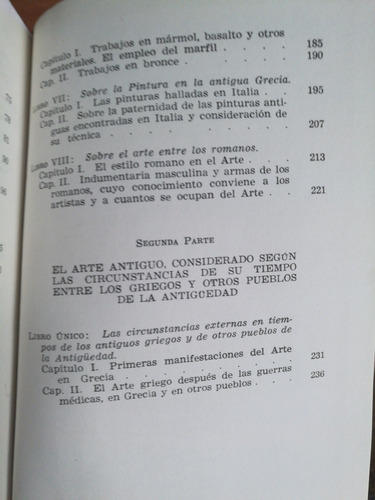 Capítulo I. Trabajos en mármol, basalto y otros
materiales. El empleo del marfil . . . . 185
Cap. II. Trabajos en bronce . . . . . 190
LIBRO VII: Sobre la Pintura en la antigua Grecia.
Capítulo I. Las pinturas halladas en Italia . . 195
Cap. II. Sobre la paternidad de las pinturas anti-
guas encontradas en Italia y consideración de
su técnica . . . . . . . . 207
LIBRO VIII: Sobre el arte entre los romanos.
Capítulo I. El estilo romano en el Arte . . . 213
Cap. II. Indumentaria masculina y armas de los
romanos, cuyo conocimiento conviene a los
artistas y a cuantos se ocupan del Arte . . 221
SEGUNDA PARTE
EL ARTE ANTIGUO, CONSIDERADO SEGÚN
LAS CIRCUNSTANCIAS DE SU TIEMPO
ENTRE LOS GRIEGOS Y OTROS PUEBLOS
DE LA ANTIGÜEDAD
LIBRO ÚNICO: Las circunstancias externas en tiem-
pos de los antiguos griegos y de otros pueblos de
la Antigüedad.
Capítulo I. Primeras manifestaciones del Arte
en Grecia . . . . . . . . 231
Cap. II. El Arte griego después de las guerras
médicas, en Grecia y en otros pueblos . . . 236